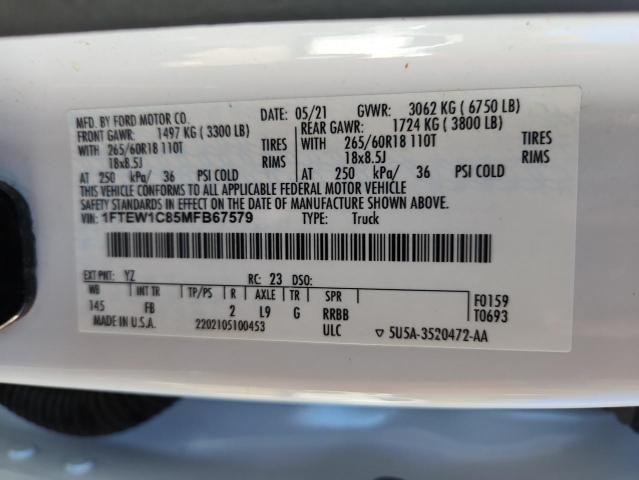 MFD. BY FORD MOTOR CO. DATE: 05/21 GVWR: 3062 KG ( 6750 LB)
FRONT GAWR: 1497 KG ( 3300 LB) REAR GAWR: 1724 KG ( 3800 LB)
WITH 265/60R18 110T TIRES WITH 265/60R18 110T TIRES
18x8.5J RIMS 18x8.5J RIMS
AT 250 kPa/ 36 PSI COLD AT 250 kPa/ 36 PSI COLD
THIS VEHICLE CONFORMS TO ALL APPLICABLE FEDERAL MOTOR VEHICLE
SAFETY STANDARDS IN EFFECT ON THE DATE OF MANUFACTURE SHOWN ABOVE.
VIN: 1FTEW1C85MFB67579 TYPE: Truck
EXT PNT: YZ RC: 23 DSO:
WB INT TR TP/PS R AXLE TR SPR F0159
145 FB 2 L9 G RRBB T0693
MADE IN U.S.A. 2202105100453 ULC ▽ 5U5A-3520472-AA